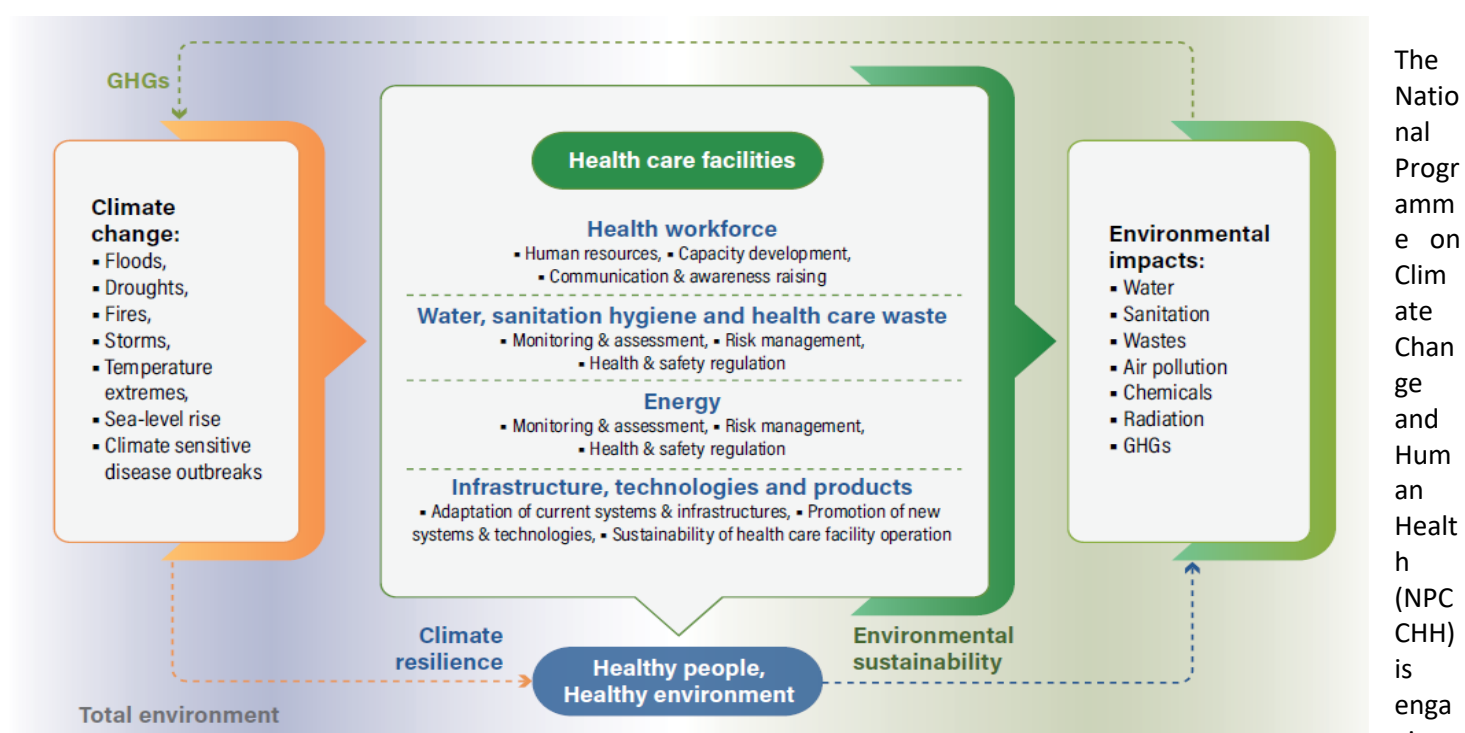 GHGs
Climate
change:
▪ Floods,
▪ Droughts,
▪ Fires,
▪ Storms,
▪ Temperature
extremes,
▪ Sea-level rise
▪ Climate sensitive
disease outbreaks
Health care facilities
Health workforce
▪ Human resources, ▪ Capacity development,
▪ Communication & awareness raising
Water, sanitation hygiene and health care waste
▪ Monitoring & assessment, ▪ Risk management,
▪ Health & safety regulation
Energy
▪ Monitoring & assessment, ▪ Risk management,
▪ Health & safety regulation
Infrastructure, technologies and products
▪ Adaptation of current systems & infrastructures, ▪ Promotion of new
systems & technologies, ▪ Sustainability of health care facility operation
Environmental
impacts:
▪ Water
▪ Sanitation
▪ Wastes
▪ Air pollution
▪ Chemicals
▪ Radiation
▪ GHGs
Climate
resilience
Healthy people,
Healthy environment
Environmental
sustainability
Total environment
The
Natio
nal
Progr
amm
e on
Clim
ate
Chan
ge
and
Hum
an
Healt
h
(NPC
CHH)
is
enga